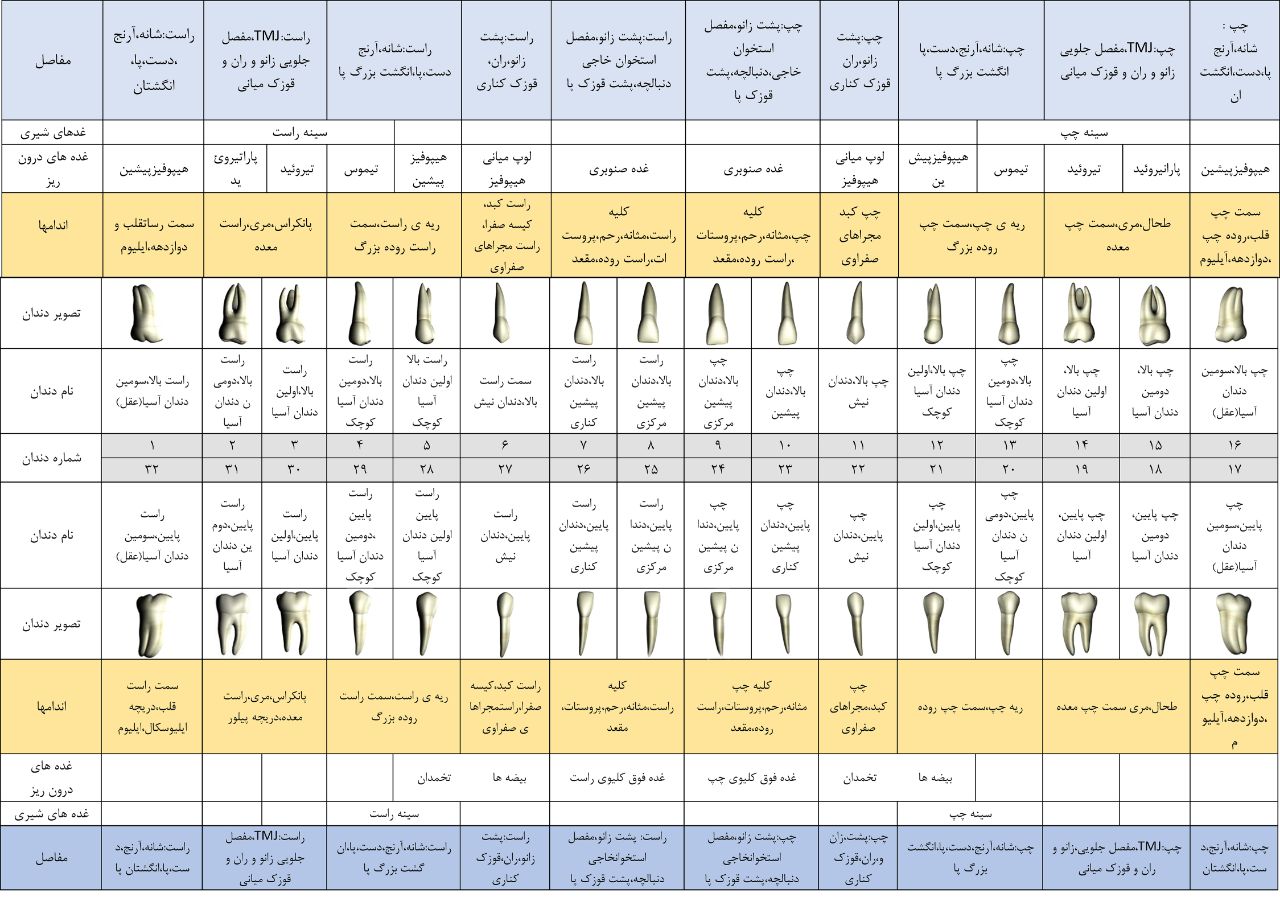 مفاصل
راست:شانه،آرنج
،دست،پا،
انگشتان
راست:TMJ،مفصل
جلویی زانو و ران و
قوزک میانی
راست:شانه،آرنج
دست،پا،انگشت بزرگ پا
راست:پشت
زانو،ران،
قوزک کناری
راست:پشت زانو،مفصل
استخوان خاجی
دنبالچه،پشت قوزک پا
چپ:پشت زانو،مفصل
استخوان
خاجی،دنبالچه،پشت
قوزک پا
چپ:پشت
زانو،ران
قوزک کناری
چپ:شانه،آرنج،دست،پا
انگشت بزرگ پا
چپ:TMJ،مفصل جلویی
زانو و ران و قوزک میانی
چپ :
شانه،آرنج
پا،دست،انگشت
ان
غدهای شیری
سینه راست
سینه چپ
غده های درون
ریز
هیپوفیزپیشین
پاراتیروئ
ید
تیروئید
تیموس
هیپوفیز
پیشین
لوپ میانی
هیپوفیز
غده صنوبری
غده صنوبری
لوپ میانی
هیپوفیز
هیپوفیزپیش
ین
تیموس
تیروئید
پاراتیروئید
هیپوفیزپیشین
اندامها
سمت رساتقلب و
دوازدهه،ایلیوم
پانکراس،مری،راست
معده
ریه ی راست،سمت
راست روده بزرگ
راست کبد،
کیسه صفرا،
راست مجراهای
صفراوی
کلیه
راست،مثانه،رحم،پروست
ات،راست روده،مقعد
کلیه
چپ،مثانه،رحم،پروستات
،راست روده،مقعد
چپ کبد
مجراهای
صفراوی
ریه ی چپ،سمت چپ
روده بزرگ
طحال،مری،سمت چپ
معده
سمت چپ
قلب،روده چپ
،دوازدهه،آیلیوم
تصویر دندان
نام دندان
راست بالا،سومین
دندان آسیا(عقل)
راست
بالا،دومی
ن دندان
آسیا
راست
بالا،اولین
دندان آسیا
راست
بالا،دومین
دندان آسیا
کوچک
راست بالا
اولین دندان
آسیا
کوچک
سمت راست
بالا،دندان نیش
راست
بالا،دندان
پیشین
کناری
راست
بالا،دندان
پیشین
مرکزی
چپ
بالا،دندان
پیشین
مرکزی
چپ
بالا،دندان
پیشین
چپ بالا،دندان
نیش
چپ بالا،اولین
دندان آسیا
کوچک
چپ
بالا،دومین
دندان آسیا
کوچک
چپ بالا،
اولین دندان
آسیا
چپ بالا،
دومین
دندان آسیا
چپ بالا،سومین
دندان
آسیا(عقل)
شماره دندان
۱ ۲ ۳ ۴ ۵ ۶ ۷ ۸ ۹ ۱۰ ۱۱ ۱۲ ۱۳ ۱۴ ۱۵ ۱۶
۳۲ ۳۱ ۳۰ ۲۹ ۲۸ ۲۷ ۲۶ ۲۵ ۲۴ ۲۳ ۲۲ ۲۱ ۲۰ ۱۹ ۱۸ ۱۷
نام دندان
راست
پایین،سومین
دندان آسیا(عقل)
راست
پایین،دوم
ین دندان
آسیا
راست
پایین،اولین
دندان آسیا
راست
پایین
،دومین
دندان آسیا
کوچک
راست
پایین
اولین دندان
آسیا
کوچک
راست
پایین،دندان
نیش
راست
پایین،دندان
پیشین
کناری
راست
پایین،دندا
ن پیشین
مرکزی
چپ
پایین،دندا
ن پیشین
مرکزی
چپ
پایین،دندان
پیشین
کناری
چپ
پایین،دندان
نیش
چپ
پایین،اولین
دندان آسیا
کوچک
چپ
پایین،دومی
ن دندان
آسیا
کوچک
چپ پایین،
اولین دندان
آسیا
چپ پایین،
دومین
دندان آسیا
چپ
پایین،سومین
دندان
آسیا(عقل)
تصویر دندان
اندامها
سمت راست
قلب،دریچه
ایلیوسکال،ایلیوم
پانکراس،مری،راست
معده،دریچه پیلور
ریه ی راست،سمت راست
روده بزرگ
راست کبد،کیسه
صفرا،راستمجراها
ی صفراوی
کلیه
راست،مثانه،رحم،پروستات،
مقعد
کلیه چپ
مثانه،رحم،پروستات،راست
روده،مقعد
چپ
کبد،مجراهای
صفراوی
ریه چپ،سمت چپ روده
طحال،مری سمت چپ معده
سمت چپ
قلب،روده چپ
،دوازدهه،آیلیو
م
غده های
درون ریز
تخمدان
بیضه ها
غده فوق کلیوی راست
غده فوق کلیوی چپ
تخمدان
بیضه ها
غده های شیری
سینه راست
سینه چپ
مفاصل
راست:شانه،آرنج،د
ست،پا،انگشتان پا
راست:TMJ،مفصل
جلویی زانو و ران و
قوزک میانی
راست:شانه،آرنج،دست،پا،ان
گشت بزرگ پا
راست:پشت
زانو،ران،قوزک
کناری
راست: پشت زانو،مفصل
استخوانخاجی
دنبالچه،پشت قوزک پا
چپ:پشت زانو،مفصل
استخوانخاجی
دنبالچه،پشت قوزک پا
چپ:پشت،زان
و،ران،قوزک
کناری
چپ:شانه،آرنج،دست،پا،انگشت
بزرگ پا
چپ:TMJ،مفصل جلویی،زانو و
ران و قوزک میانی
چپ:شانه،آرنج،د
ست،پا،انگشتان